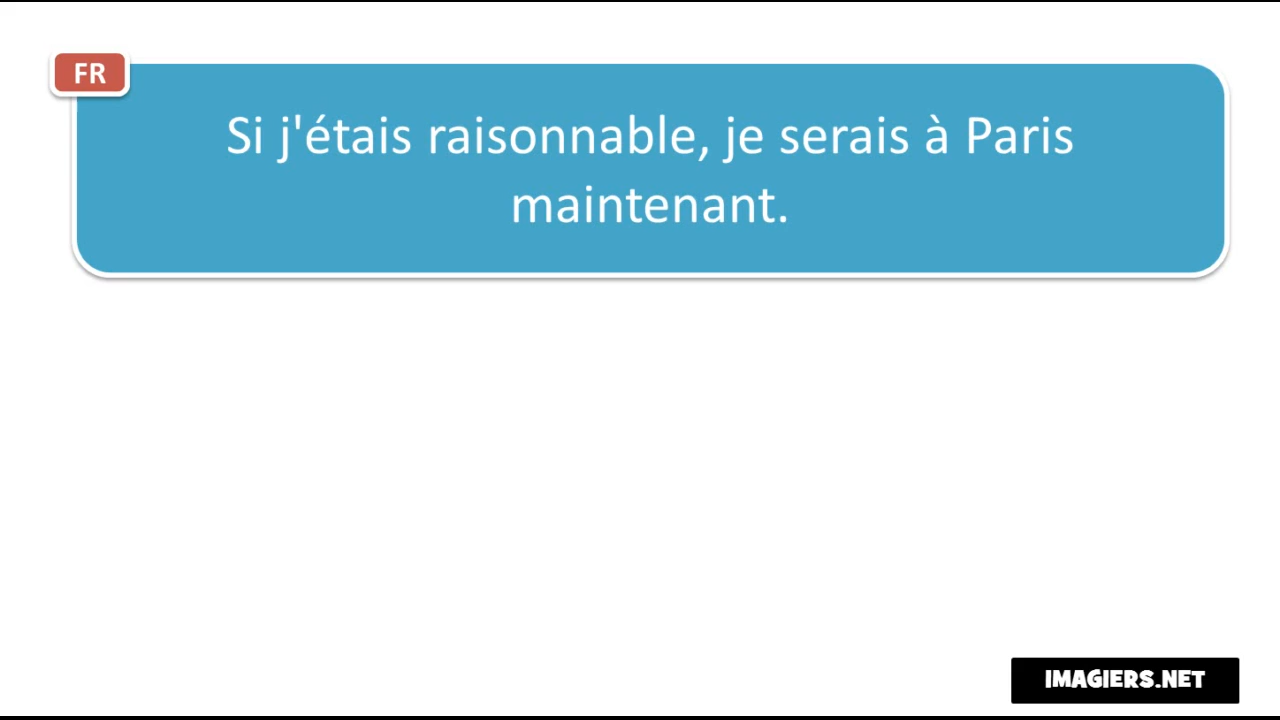 FR
Si j'étais raisonnable, je serais à Paris
maintenant.
IMAGIERS.NET